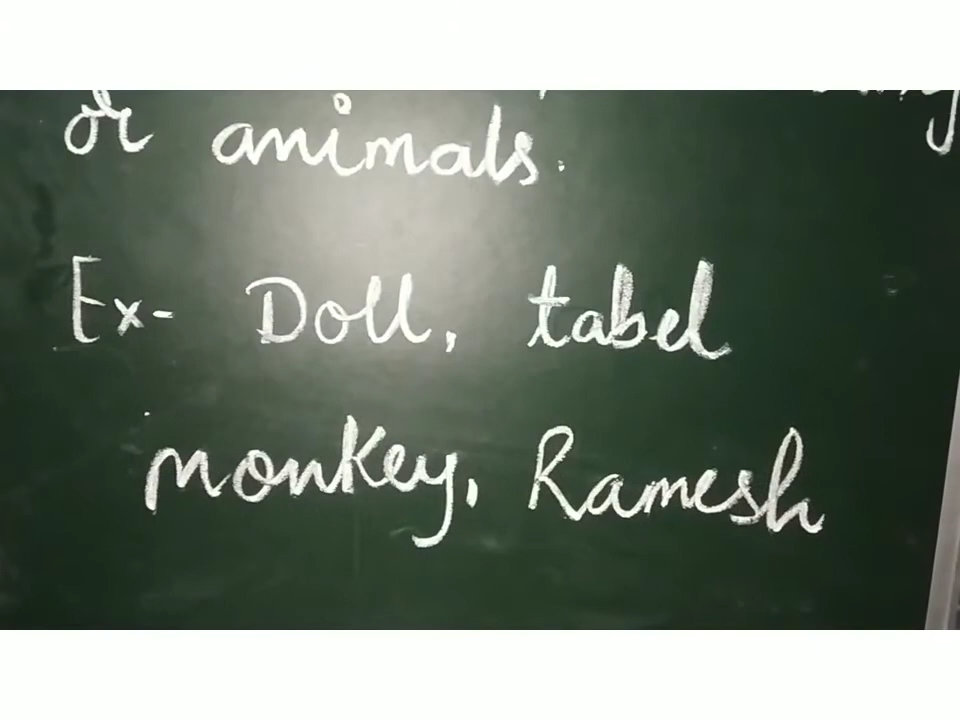 or animals.
Ex- Doll, tabel
monkey, Ramesh